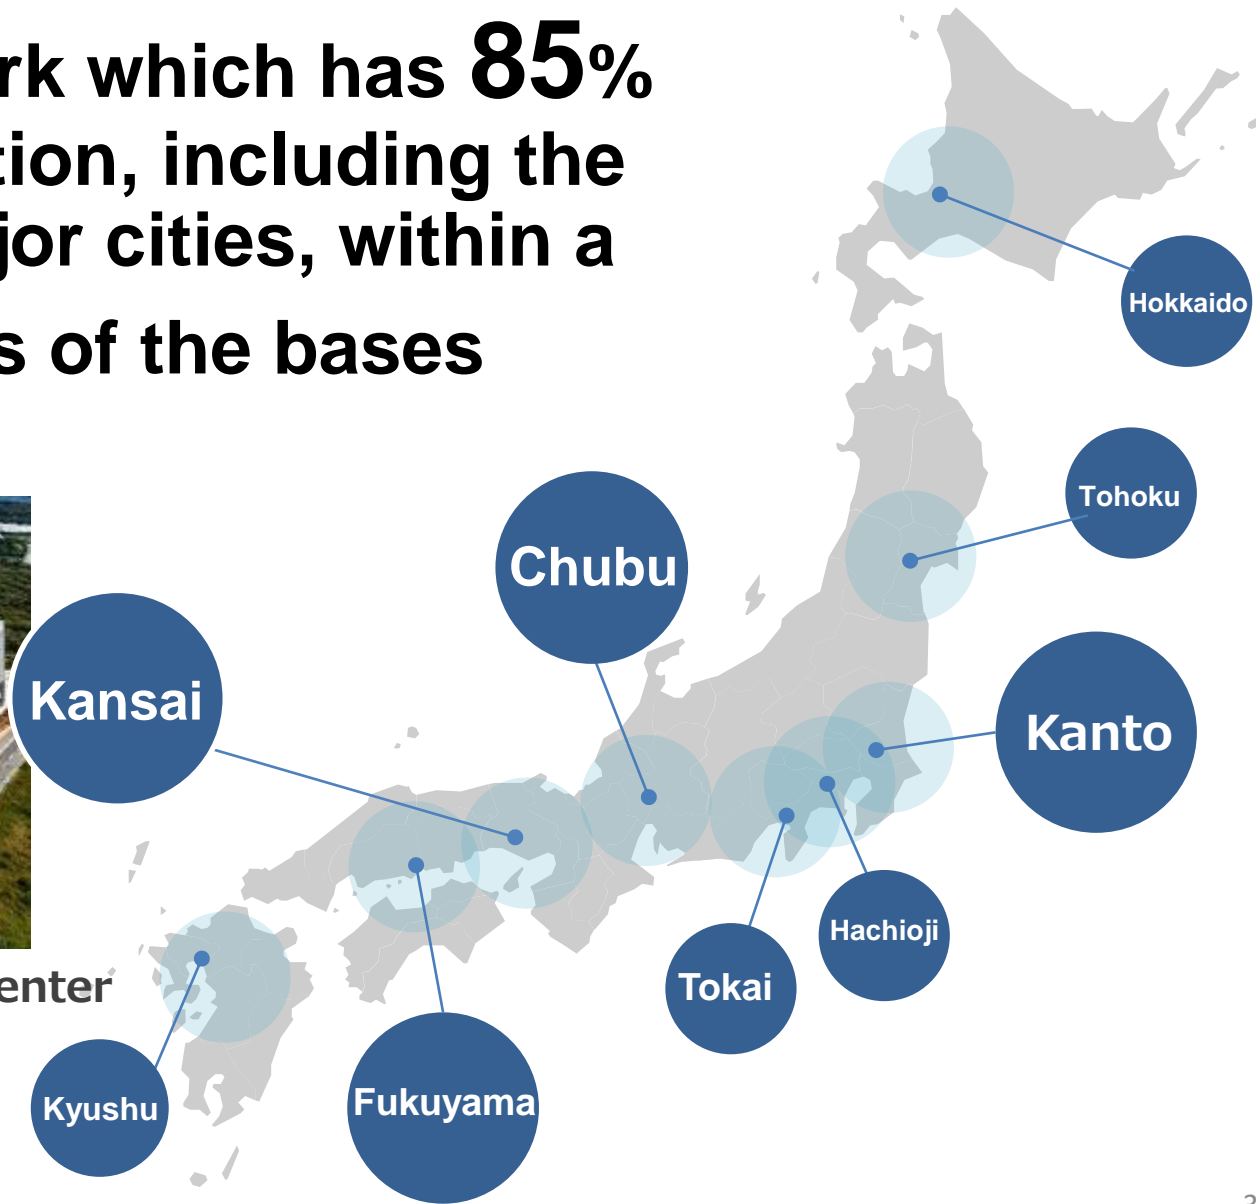 rk which has 85%
tion, including the
jor cities, within a
s of the bases
Hokkaido
Tohoku
Chubu
Kansai
Kanto
Hachioji
Tokai
enter
Kyushu
Fukuyama